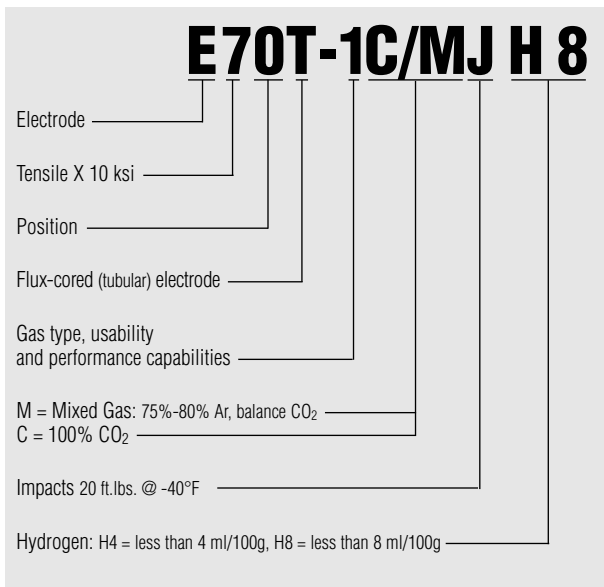 E70T-1C/MJ H 8
Electrode
Tensile X 10 ksi
Position
Flux-cored (tubular) electrode
Gas type, usability
and performance capabilities
M = Mixed Gas: 75%-80% Ar, balance CO₂
C = 100% CO₂
Impacts 20 ft.lbs. @ -40°F
Hydrogen: H4 = less than 4 ml/100g, H8 = less than 8 ml/100g